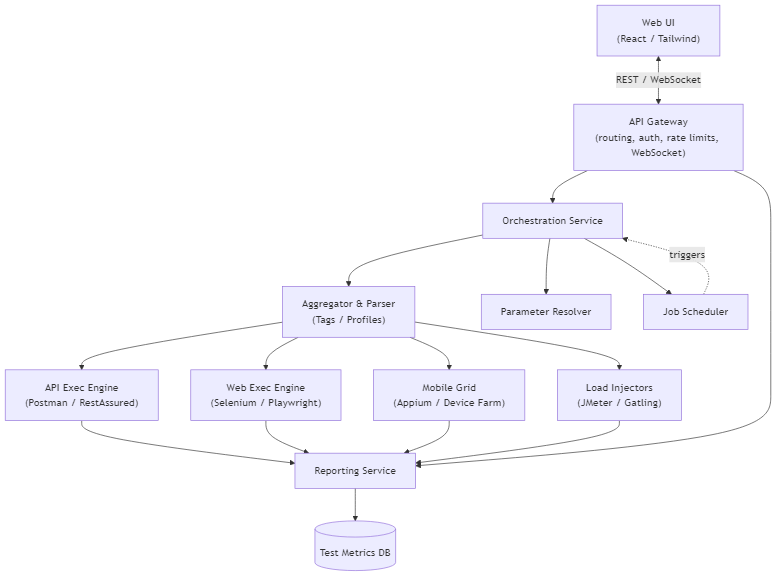 Web UI
(React / Tailwind)
REST / WebSocket
API Gateway
(routing, auth, rate limits,
WebSocket)
Orchestration Service
triggers
Aggregator & Parser
(Tags / Profiles)
Parameter Resolver
Job Scheduler
API Exec Engine
(Postman / RestAssured)
Web Exec Engine
(Selenium / Playwright)
Mobile Grid
(Appium / Device Farm)
Load Injectors
(JMeter / Gatling)
Reporting Service
Test Metrics DB